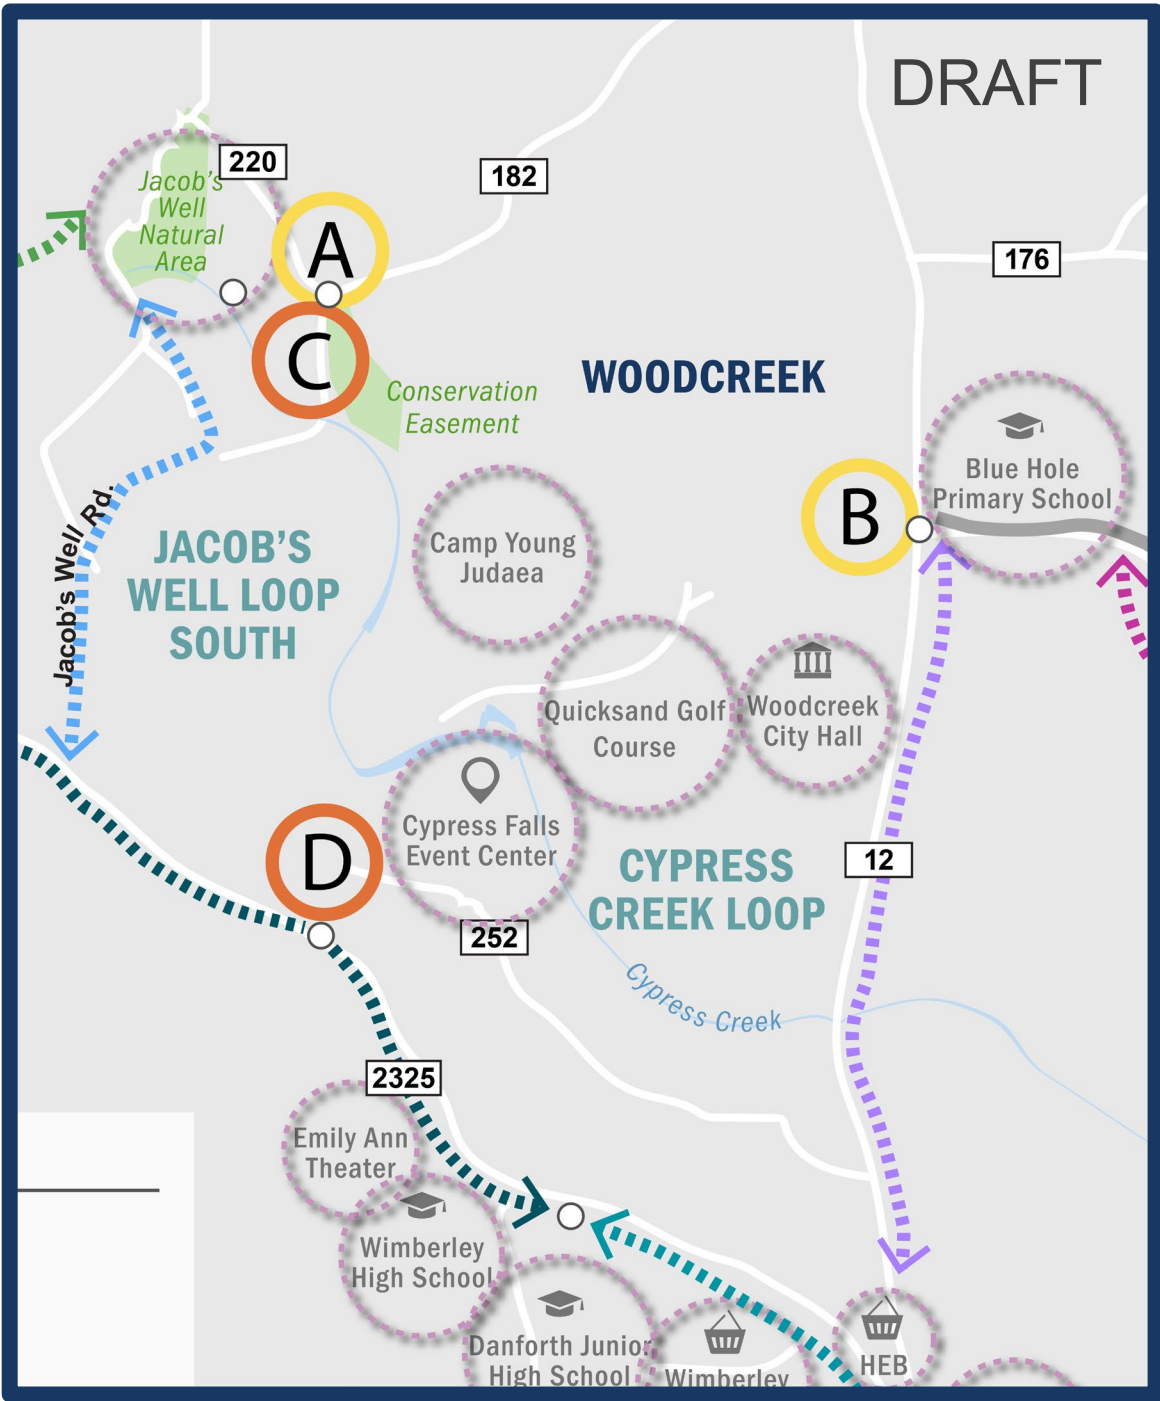 DRAFT
220
182
Jacob's
Well
Natural
Area
A
176
C
WOODCREEK
Conservation
Easement
Blue Hole
Primary School
B
Jacob's Well Rd.
JACOB'S
WELL LOOP
SOUTH
Camp Young
Judaea
Quicksand Golf
Course
Woodcreek
City Hall
Cypress Falls
Event Center
D
CYPRESS
CREEK LOOP
12
252
Cypress Creek
2325
Emily Ann
Theater
Wimberley
High School
Danforth Junior
High School
Wimberley
HEB